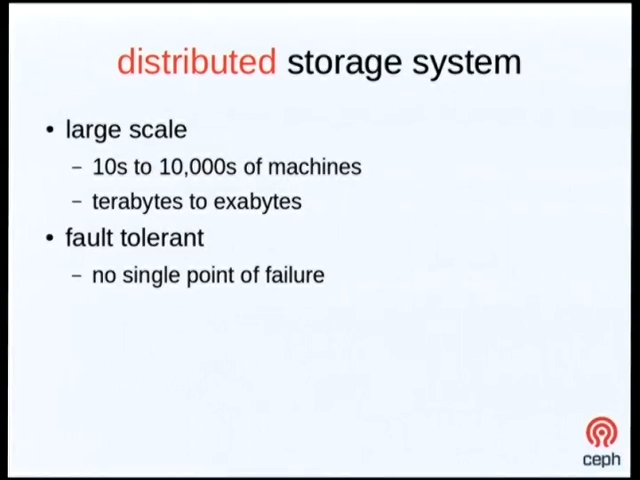 distributed storage system
• large scale
– 10s to 10,000s of machines
– terabytes to exabytes
• fault tolerant
– no single point of failure
ceph